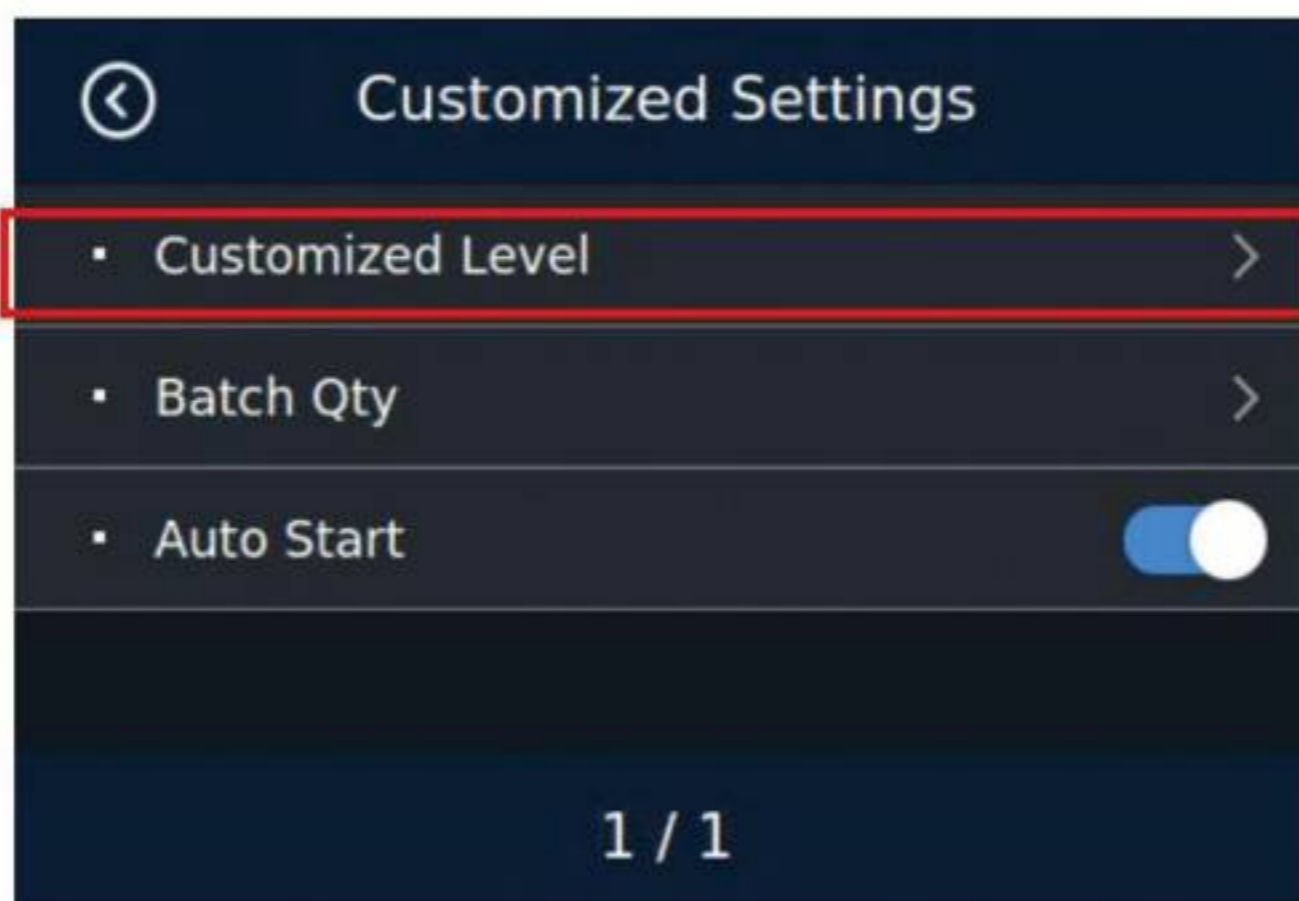 Customized Settings
Customized Level
Batch Qty
Auto Start
1 / 1